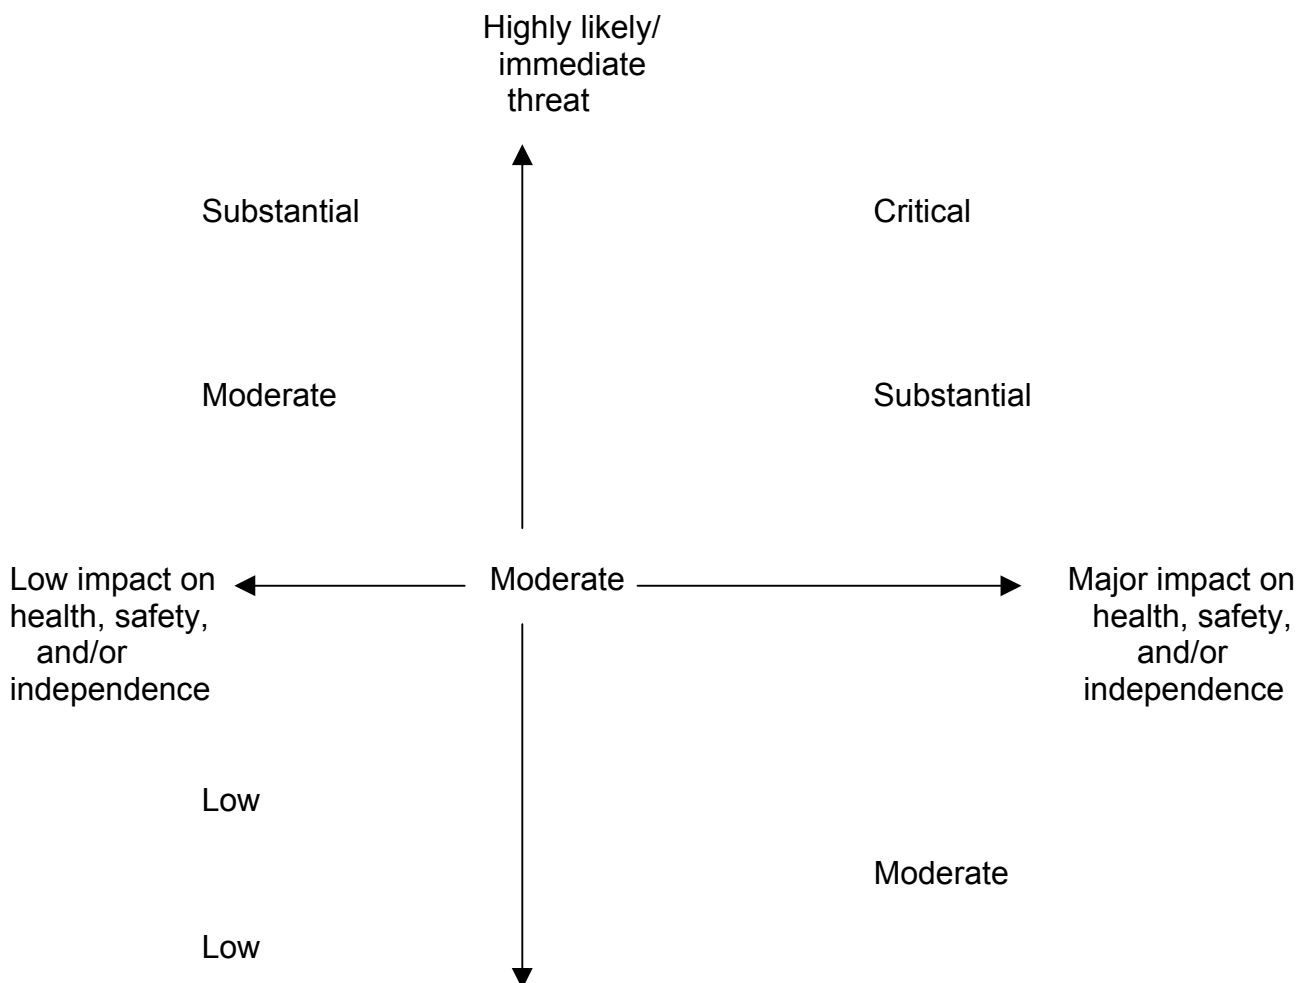 Highly likely/
immediate
threat
Substantial
Critical
Moderate
Substantial
Low impact on
health, safety,
and/or
independence
Moderate
Major impact on
health, safety,
and/or
independence
Low
Moderate
Low